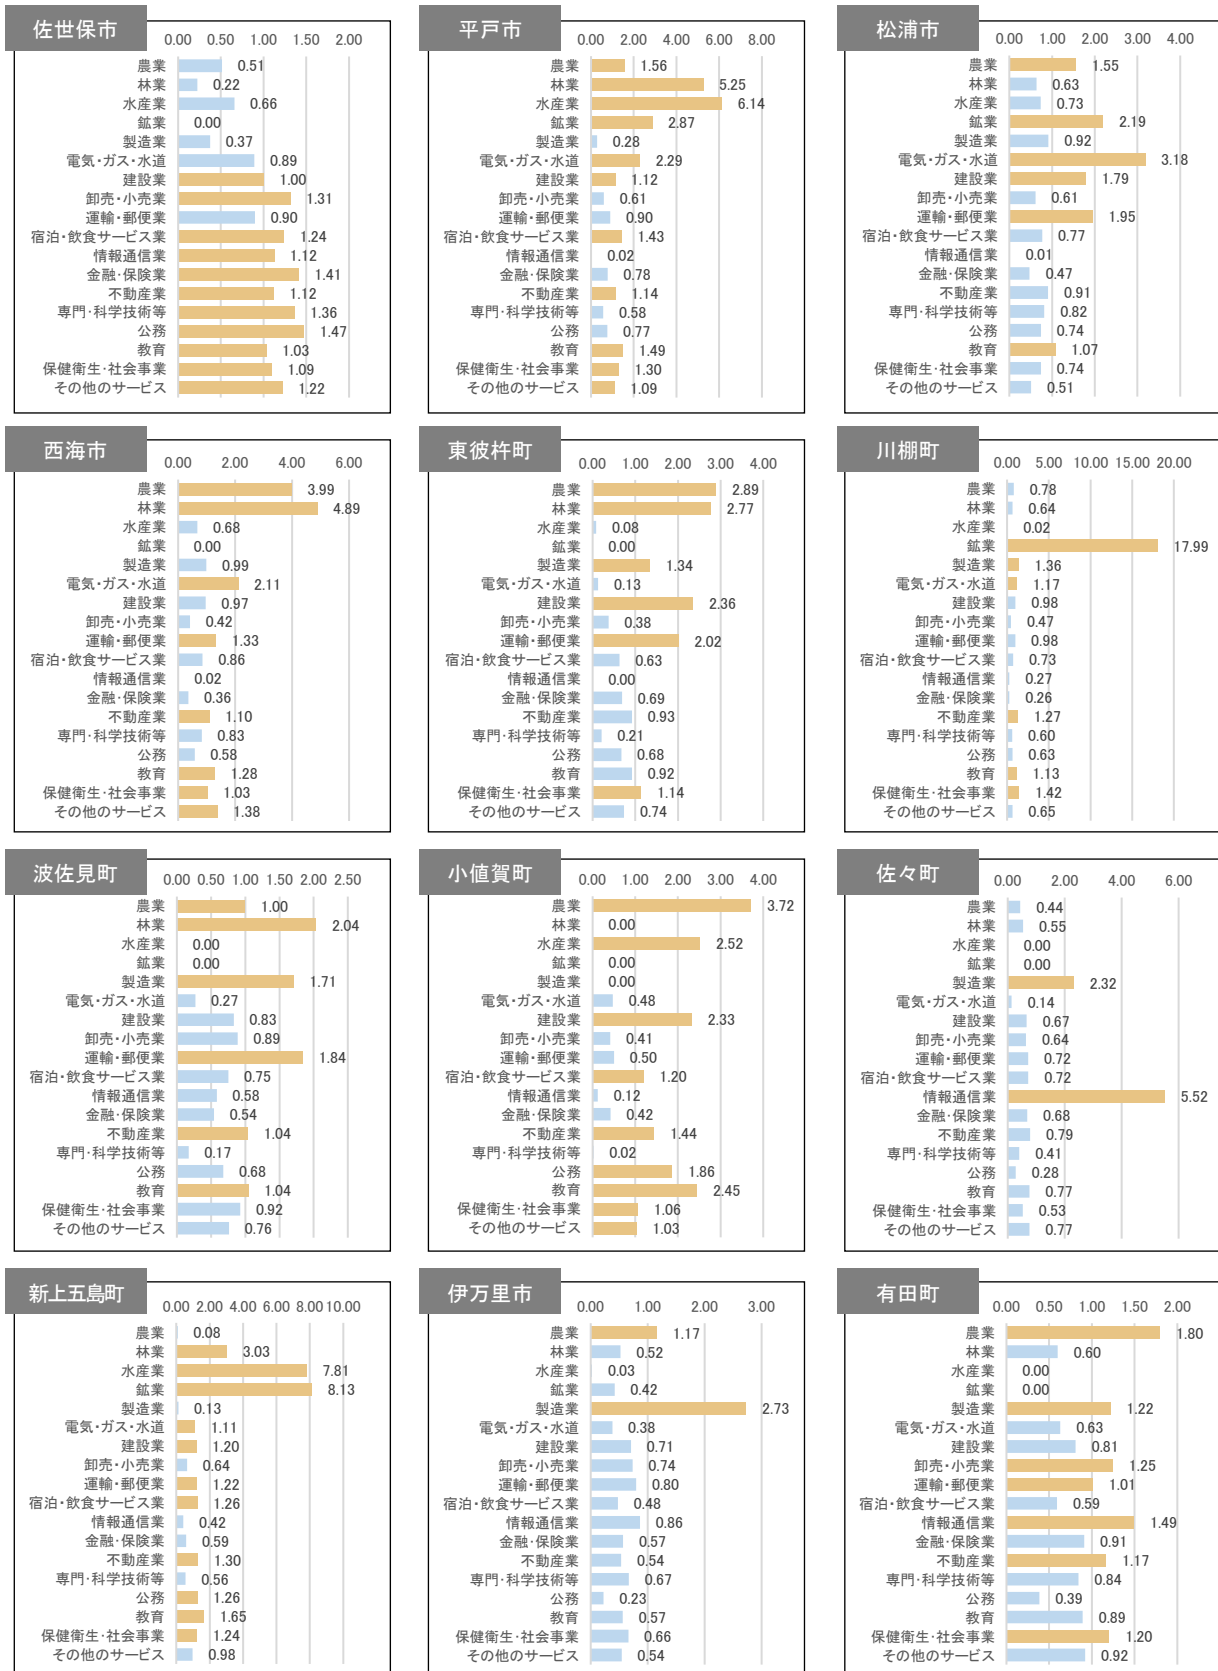 佐世保市
0.00 0.50 1.00 1.50 2.00
農業 0.51
林業 0.22
水産業 0.66
鉱業 0.00
製造業 0.37
電気・ガス・水道 0.89
建設業 1.00
卸売・小売業 1.31
運輸・郵便業 0.90
宿泊・飲食サービス業 1.24
情報通信業 1.12
金融・保険業 1.41
不動産業 1.12
専門・科学技術等 1.36
公務 1.47
教育 1.03
保健衛生・社会事業 1.09
その他のサービス 1.22
平戸市
0.00 2.00 4.00 6.00 8.00
農業 1.56
林業 5.25
水産業 6.14
鉱業 2.87
製造業 0.28
電気・ガス・水道 2.29
建設業 1.12
卸売・小売業 0.61
運輸・郵便業 0.90
宿泊・飲食サービス業 1.43
情報通信業 0.02
金融・保険業 0.78
不動産業 1.14
専門・科学技術等 0.58
公務 0.77
教育 1.49
保健衛生・社会事業 1.30
その他のサービス 1.09
松浦市
0.00 1.00 2.00 3.00 4.00
農業 1.55
林業 0.63
水産業 0.73
鉱業 2.19
製造業 0.92
電気・ガス・水道 3.18
建設業 1.79
卸売・小売業 0.61
運輸・郵便業 1.95
宿泊・飲食サービス業 0.77
情報通信業 0.01
金融・保険業 0.47
不動産業 0.91
専門・科学技術等 0.82
公務 0.74
教育 1.07
保健衛生・社会事業 0.74
その他のサービス 0.51
西海市
0.00 2.00 4.00 6.00
農業 3.99
林業 4.89
水産業 0.68
鉱業 0.00
製造業 0.99
電気・ガス・水道 2.11
建設業 0.97
卸売・小売業 0.42
運輸・郵便業 1.33
宿泊・飲食サービス業 0.86
情報通信業 0.02
金融・保険業 0.36
不動産業 1.10
専門・科学技術等 0.83
公務 0.58
教育 1.28
保健衛生・社会事業 1.03
その他のサービス 1.38
東彼杵町
0.00 1.00 2.00 3.00 4.00
農業 2.89
林業 2.77
水産業 0.08
鉱業 0.00
製造業 1.34
電気・ガス・水道 0.13
建設業 2.36
卸売・小売業 0.38
運輸・郵便業 2.02
宿泊・飲食サービス業 0.63
情報通信業 0.00
金融・保険業 0.69
不動産業 0.93
専門・科学技術等 0.21
公務 0.68
教育 0.92
保健衛生・社会事業 1.14
その他のサービス 0.74
川棚町
0.00 5.00 10.00 15.00 20.00
農業 0.78
林業 0.64
水産業 0.02
鉱業 17.99
製造業 1.36
電気・ガス・水道 1.17
建設業 0.98
卸売・小売業 0.47
運輸・郵便業 0.98
宿泊・飲食サービス業 0.73
情報通信業 0.27
金融・保険業 0.26
不動産業 1.27
専門・科学技術等 0.60
公務 0.63
教育 1.13
保健衛生・社会事業 1.42
その他のサービス 0.65
波佐見町
0.00 0.50 1.00 1.50 2.00 2.50
農業 1.00
林業 2.04
水産業 0.00
鉱業 0.00
製造業 1.71
電気・ガス・水道 0.27
建設業 0.83
卸売・小売業 0.89
運輸・郵便業 1.84
宿泊・飲食サービス業 0.75
情報通信業 0.58
金融・保険業 0.54
不動産業 1.04
専門・科学技術等 0.17
公務 0.68
教育 1.04
保健衛生・社会事業 0.92
その他のサービス 0.76
小値賀町
0.00 1.00 2.00 3.00 4.00
農業 3.72
林業 0.00
水産業 2.52
鉱業 0.00
製造業 0.00
電気・ガス・水道 0.48
建設業 2.33
卸売・小売業 0.41
運輸・郵便業 0.50
宿泊・飲食サービス業 1.20
情報通信業 0.12
金融・保険業 0.42
不動産業 1.44
専門・科学技術等 0.02
公務 1.86
教育 2.45
保健衛生・社会事業 1.06
その他のサービス 1.03
佐々町
0.00 2.00 4.00 6.00
農業 0.44
林業 0.55
水産業 0.00
鉱業 0.00
製造業 2.32
電気・ガス・水道 0.14
建設業 0.67
卸売・小売業 0.64
運輸・郵便業 0.72
宿泊・飲食サービス業 0.72
情報通信業 5.52
金融・保険業 0.68
不動産業 0.79
専門・科学技術等 0.41
公務 0.28
教育 0.77
保健衛生・社会事業 0.53
その他のサービス 0.77
新上五島町
0.00 2.00 4.00 6.00 8.00 10.00
農業 0.08
林業 3.03
水産業 7.81
鉱業 8.13
製造業 0.13
電気・ガス・水道 1.11
建設業 1.20
卸売・小売業 0.64
運輸・郵便業 1.22
宿泊・飲食サービス業 1.26
情報通信業 0.42
金融・保険業 0.59
不動産業 1.30
専門・科学技術等 0.56
公務 1.26
教育 1.65
保健衛生・社会事業 1.24
その他のサービス 0.98
伊万里市
0.00 1.00 2.00 3.00
農業 1.17
林業 0.52
水産業 0.03
鉱業 0.42
製造業 2.73
電気・ガス・水道 0.38
建設業 0.71
卸売・小売業 0.74
運輸・郵便業 0.80
宿泊・飲食サービス業 0.48
情報通信業 0.86
金融・保険業 0.57
不動産業 0.54
専門・科学技術等 0.67
公務 0.23
教育 0.57
保健衛生・社会事業 0.66
その他のサービス 0.54
有田町
0.00 0.50 1.00 1.50 2.00
農業 1.80
林業 0.60
水産業 0.00
鉱業 0.00
製造業 1.22
電気・ガス・水道 0.63
建設業 0.81
卸売・小売業 1.25
運輸・郵便業 1.01
宿泊・飲食サービス業 0.59
情報通信業 1.49
金融・保険業 0.91
不動産業 1.17
専門・科学技術等 0.84
公務 0.39
教育 0.89
保健衛生・社会事業 1.20
その他のサービス 0.92